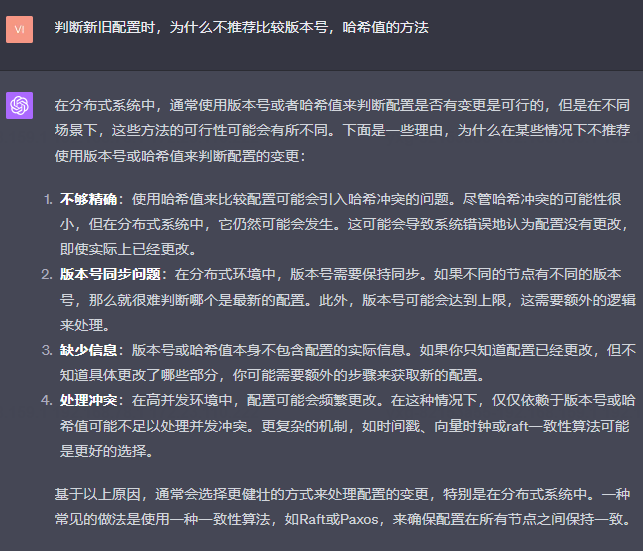 VI
判断新旧配置时，为什么不推荐比较版本号，哈希值的方法
在分布式系统中，通常使用版本号或者哈希值来判断配置是否有变更是可行的，但是在不同
场景下，这些方法的可行性可能会有所不同。下面是一些理由，为什么在某些情况下不推荐
使用版本号或哈希值来判断配置的变更：
1. 不够精确：使用哈希值来比较配置可能会引入哈希冲突的问题。尽管哈希冲突的可能性很
小，但在分布式系统中，它仍然可能会发生。这可能会导致系统错误地认为配置没有更改，
即使实际上已经更改。
2. 版本号同步问题：在分布式环境中，版本号需要保持同步。如果不同的节点有不同的版本
号，那么就很难判断哪个是最新的配置。此外，版本号可能会达到上限，这需要额外的逻辑
来处理。
3. 缺少信息：版本号或哈希值本身不包含配置的实际信息。如果你只知道配置已经更改，但不
知道具体更改了哪些部分，你可能需要额外的步骤来获取新的配置。
4. 处理冲突：在高并发环境中，配置可能会频繁更改。在这种情况下，仅仅依赖于版本号或哈
希值可能不足以处理并发冲突。更复杂的机制，如时间戳、向量时钟或raft一致性算法可能
是更好的选择。
基于以上原因，通常会选择更健壮的方式来处理配置的变更，特别是在分布式系统中。一种
常见的做法是使用一种一致性算法，如Raft或Paxos，来确保配置在所有节点之间保持一致。